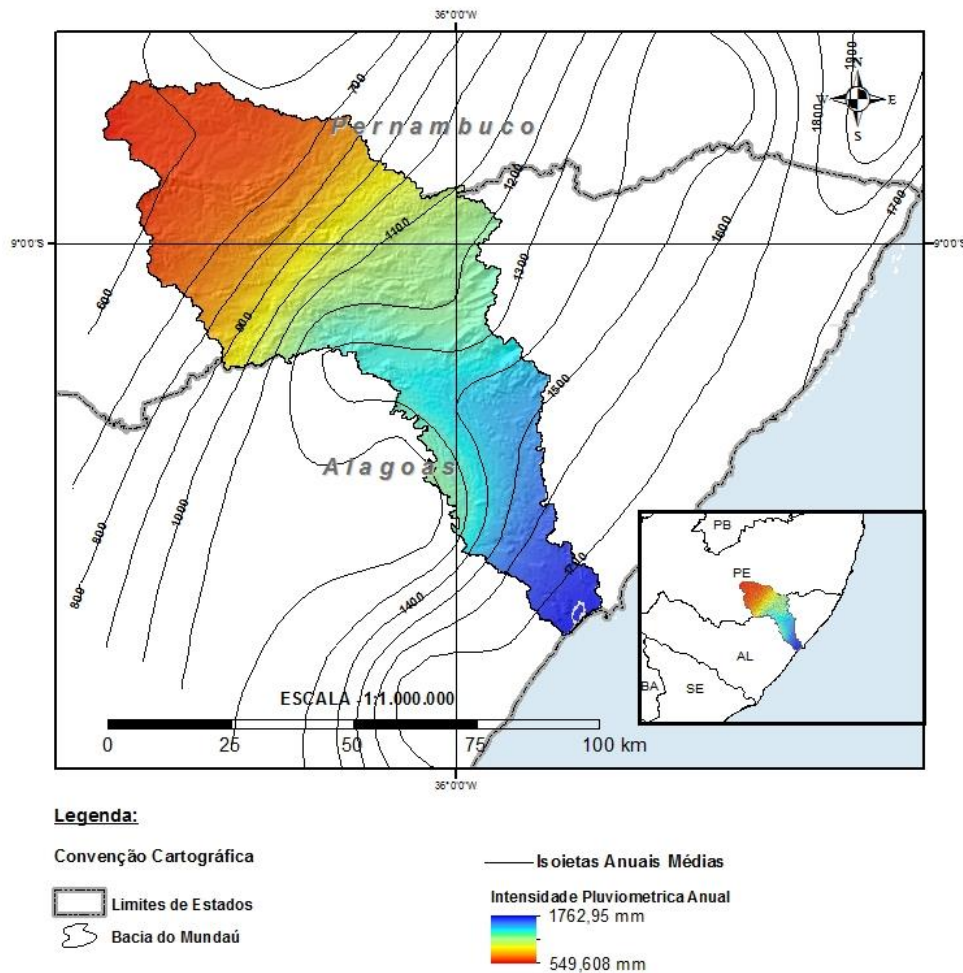 36°0'0"W
700
1900
N
W
E
S
1800
Pernambuco
1200
1700
1100
1600
9°0'0"S
9°0'0"S
1300
600
900
1500
Alagoas
1000
800
800
1400
PB
PE
AL
BA
SE
ESCALA 1:1.000.000
0 25 50 75 100 km
36°0'0"W
Legenda:
Convenção Cartográfica
Limites de Estados
Bacia do Mundaú
Isoietas Anuais Médias
Intensidade Pluviometrica Anual
1762,95 mm
549,608 mm